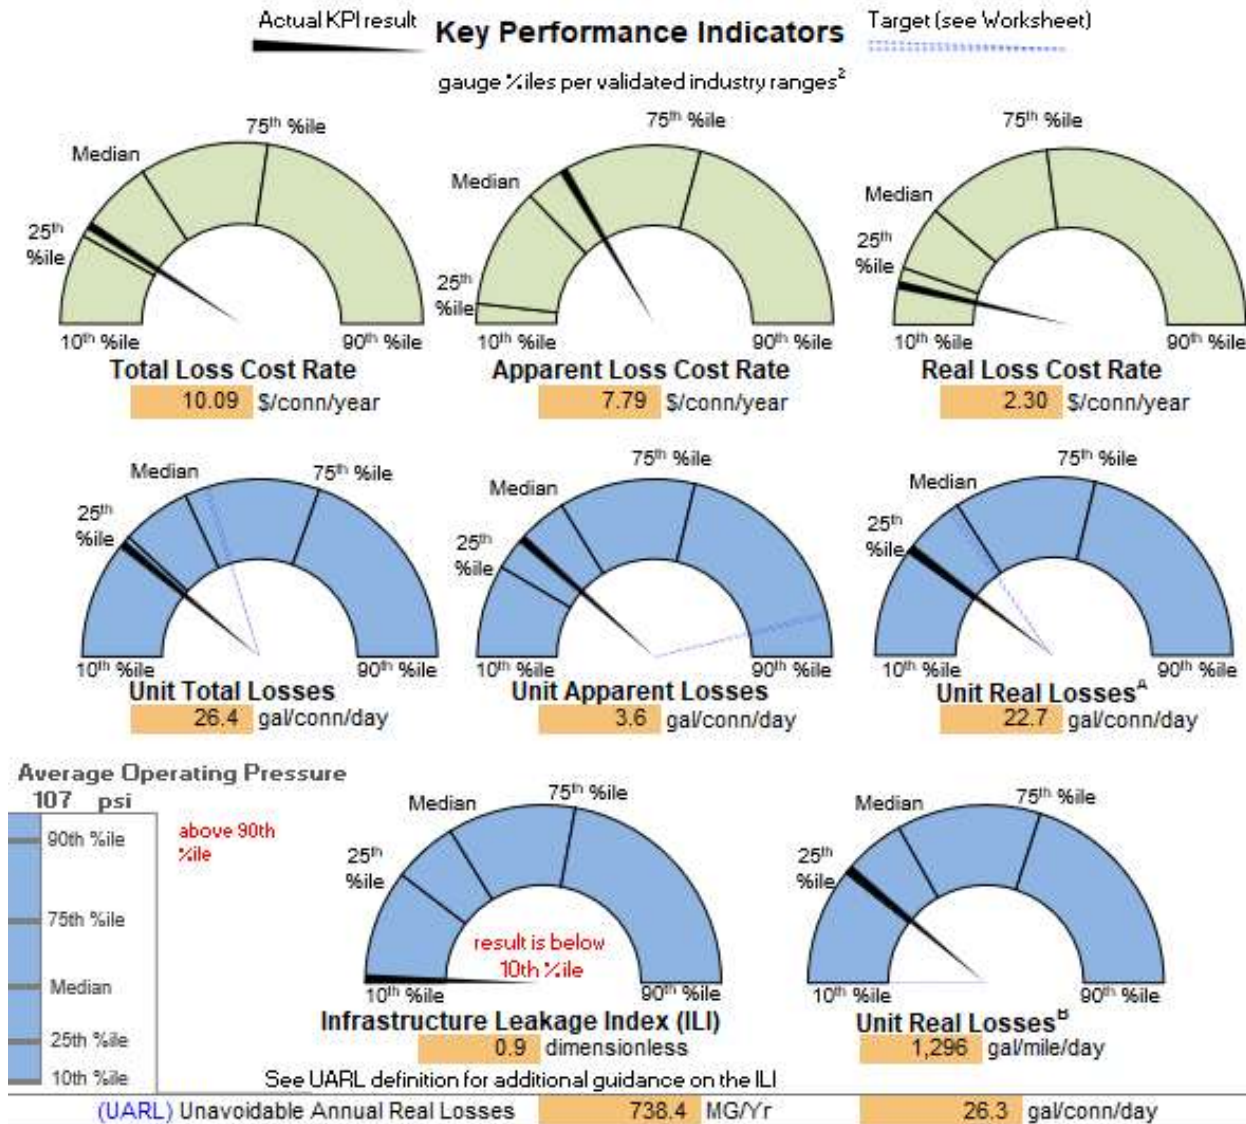 Actual KPI result
Key Performance Indicators
Target (see Worksheet)
gauge %iles per validated industry ranges²
25th %ile
Median
75th %ile
10th %ile
90th %ile
Total Loss Cost Rate
10.09 $/conn/year
25th %ile
Median
75th %ile
10th %ile
90th %ile
Apparent Loss Cost Rate
7.79 $/conn/year
25th %ile
Median
75th %ile
10th %ile
90th %ile
Real Loss Cost Rate
2.30 $/conn/year
25th %ile
Median
75th %ile
10th %ile
90th %ile
Unit Total Losses
26.4 gal/conn/day
25th %ile
Median
75th %ile
10th %ile
90th %ile
Unit Apparent Losses
3.6 gal/conn/day
25th %ile
Median
75th %ile
10th %ile
90th %ile
Unit Real Losses^A
22.7 gal/conn/day
Average Operating Pressure
107 psi
90th %ile
75th %ile
Median
25th %ile
10th %ile
above 90th
%ile
25th %ile
Median
75th %ile
result is below
10th %ile
10th %ile
90th %ile
Infrastructure Leakage Index (ILI)
0.9 dimensionless
25th %ile
Median
75th %ile
10th %ile
90th %ile
Unit Real Losses^B
1,296 gal/mile/day
See UARL definition for additional guidance on the ILI
(UARL) Unavoidable Annual Real Losses 738.4 MG/Yr 26.3 gal/conn/day